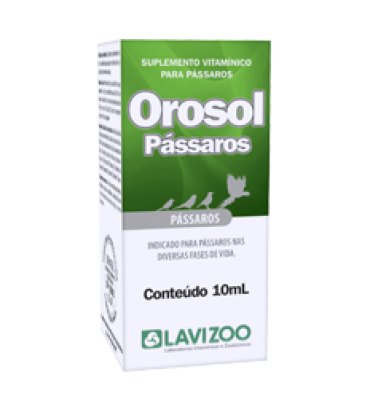 SUPLEMENTO VITAMÍNICO
PARA PÁSSAROS
Orosol
Pássaros
PÁSSAROS
INDICADO PARA PÁSSAROS NAS
DIVERSAS FASES DE VIDA.
Conteúdo 10mL
LAVIZOO